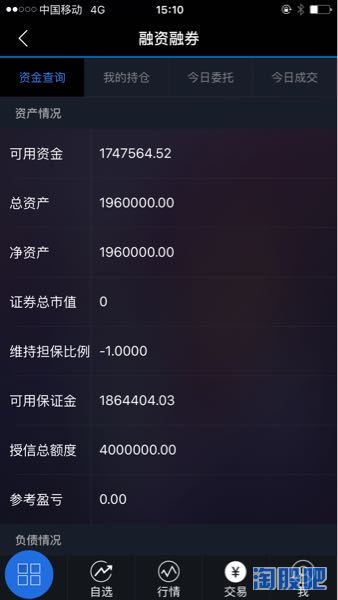 中国移动 4G 15:10
融资融券
资金查询 我的持仓 今日委托 今日成交
资产情况
可用资金 1747564.52
总资产 1960000.00
净资产 1960000.00
证券总市值 0
维持担保比例 -1.0000
可用保证金 1864404.03
授信总额度 4000000.00
参考盈亏 0.00
负债情况
自选 行情 交易 我
淘股吧